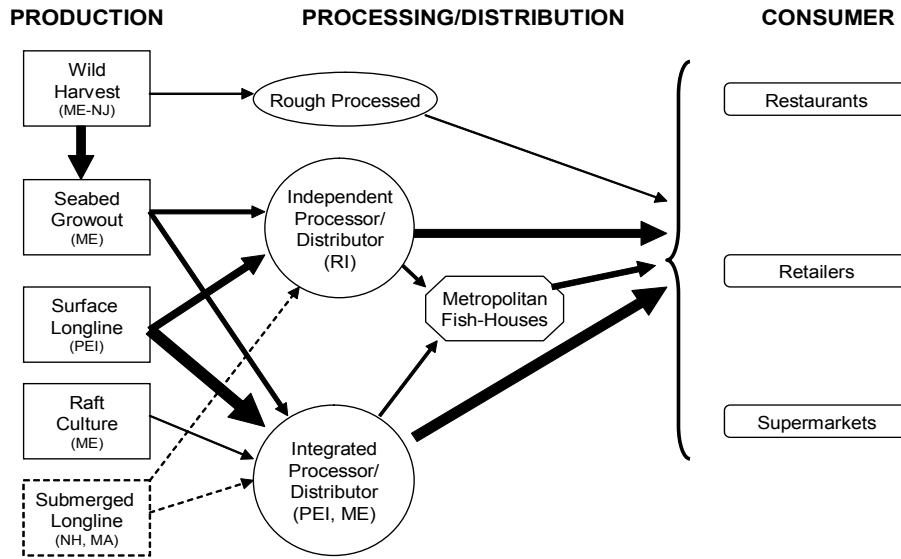 PRODUCTION
PROCESSING/DISTRIBUTION
CONSUMER
Wild
Harvest
(ME-NJ)
Rough Processed
Restaurants
Seabed
Growout
(ME)
Independent
Processor/
Distributor
(RI)
Retailers
Surface
Longline
(PEI)
Metropolitan
Fish-Houses
Raft
Culture
(ME)
Supermarkets
Integrated
Processor/
Distributor
(PEI, ME)
Submerged
Longline
(NH, MA)